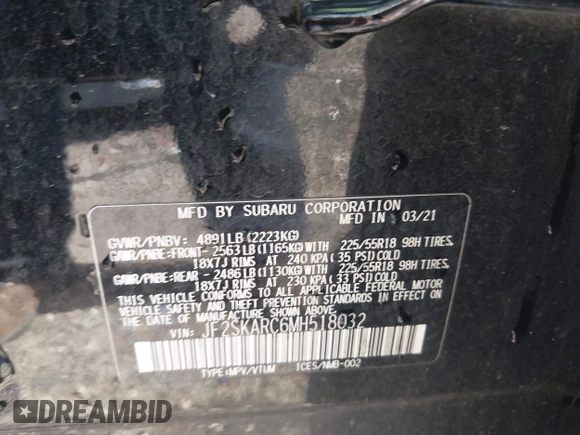 MFD BY SUBARU CORPORATION
MFD IN 03/21
GVWR/PNBV: 4891LB(2223KG)
GAWR/PNBE:FRONT-2563LB(1165KG)WITH 225/55R18 98H TIRES.
18X7J RIMS AT 240 KPA(35 PSI)COLD
GAWR/PNBE:REAR -2486LB(1130KG)WITH 225/55R18 98H TIRES.
18X7J RIMS AT 230 KPA(33 PSI)COLD
THIS VEHICLE CONFORMS TO ALL APPLICABLE FEDERAL MOTOR
VEHICLE SAFETY AND THEFT PREVENTION STANDARDS IN EFFECT ON
THE DATE OF MANUFACTURE SHOWN ABOVE.
VIN: JF2SKARC6MH518032
TYPE:MPV/VTUM ICES/NMB-002
DREAMBID